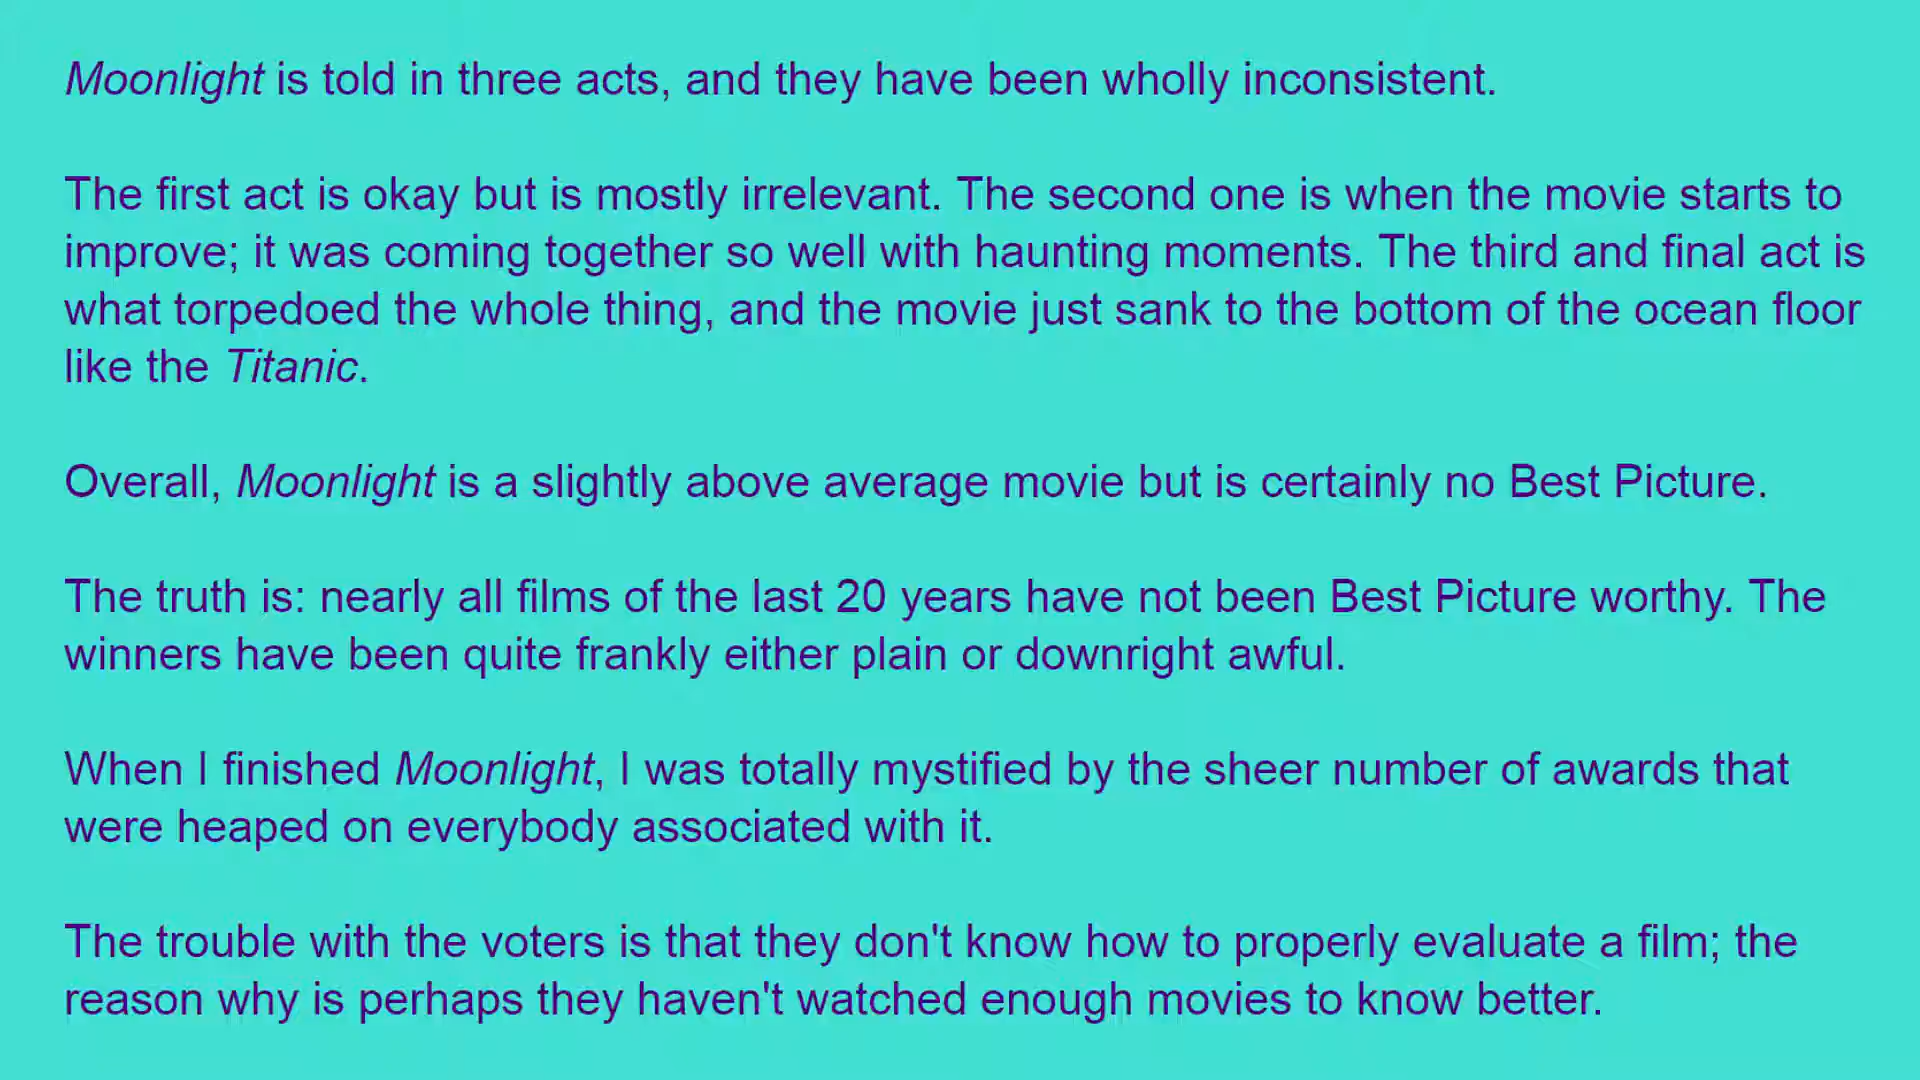 Moonlight is told in three acts, and they have been wholly inconsistent.
The first act is okay but is mostly irrelevant. The second one is when the movie starts to
improve; it was coming together so well with haunting moments. The third and final act is
what torpedoed the whole thing, and the movie just sank to the bottom of the ocean floor
like the Titanic.
Overall, Moonlight is a slightly above average movie but is certainly no Best Picture.
The truth is: nearly all films of the last 20 years have not been Best Picture worthy. The
winners have been quite frankly either plain or downright awful.
When I finished Moonlight, I was totally mystified by the sheer number of awards that
were heaped on everybody associated with it.
The trouble with the voters is that they don't know how to properly evaluate a film; the
reason why is perhaps they haven't watched enough movies to know better.